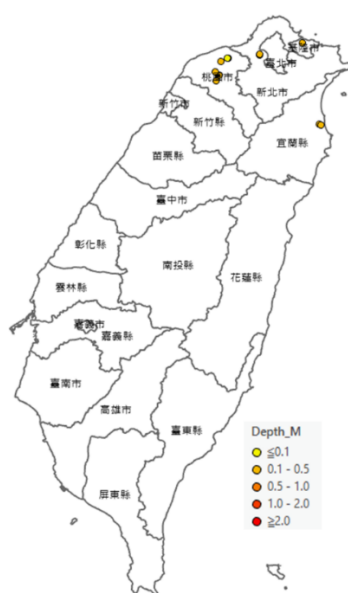 基隆市
臺北市
桃園市
新北市
新竹市
新竹縣
宜蘭縣
苗栗縣
臺中市
彰化縣
南投縣
花蓮縣
雲林縣
嘉義市
嘉義縣
臺南市
高雄市
臺東縣
屏東縣
Depth_M
≦0.1
0.1 - 0.5
0.5 - 1.0
1.0 - 2.0
≧2.0